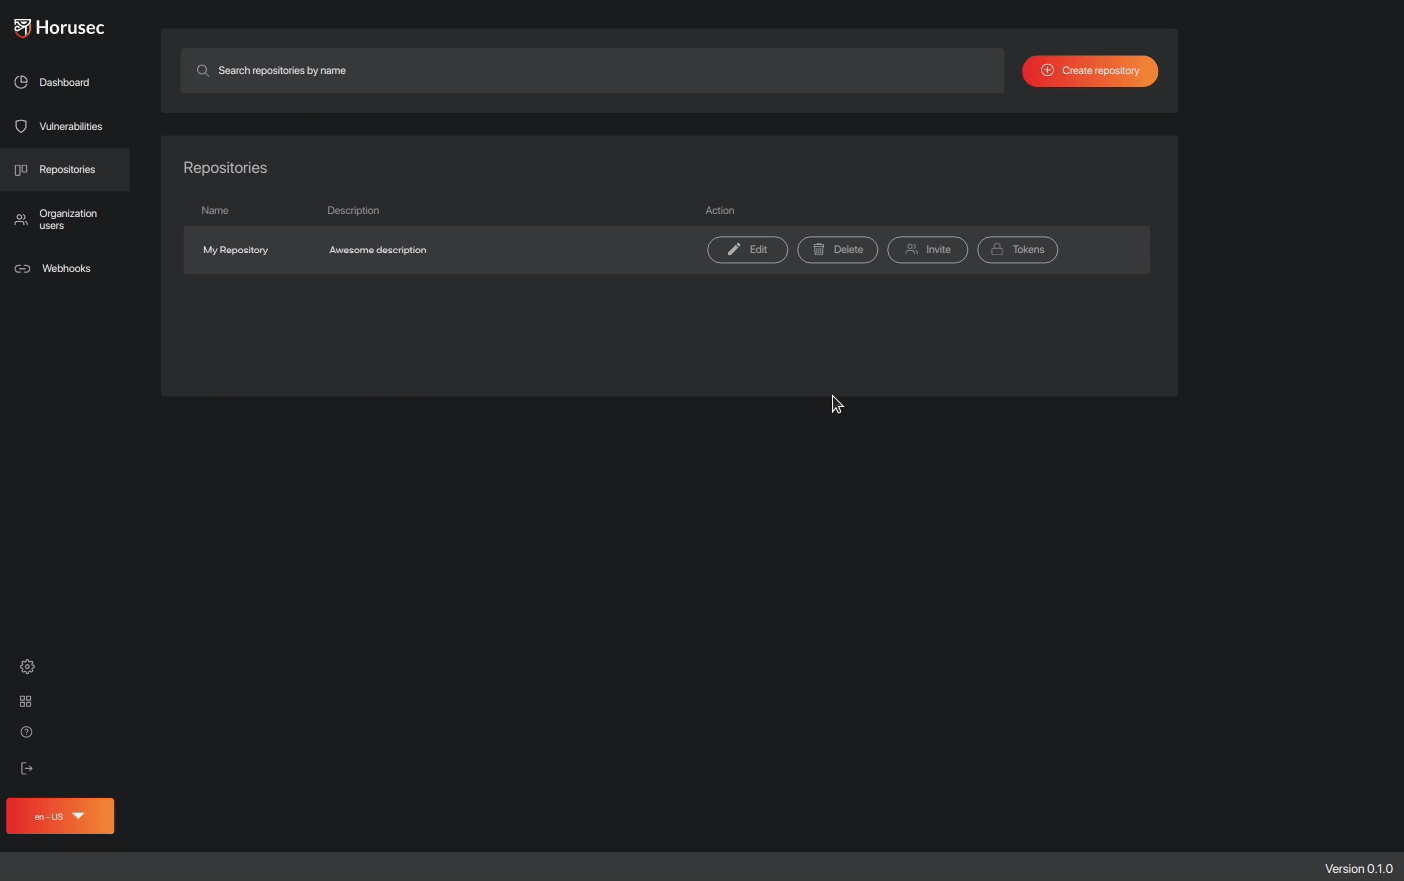 Horusec
Dashboard
Vulnerabilities
Repositories
Organization
users
Webhooks
en - US
Search repositories by name
Create repository
Repositories
Name Description Action
My Repository Awesome description Edit Delete Invite Tokens
Version 0.1.0